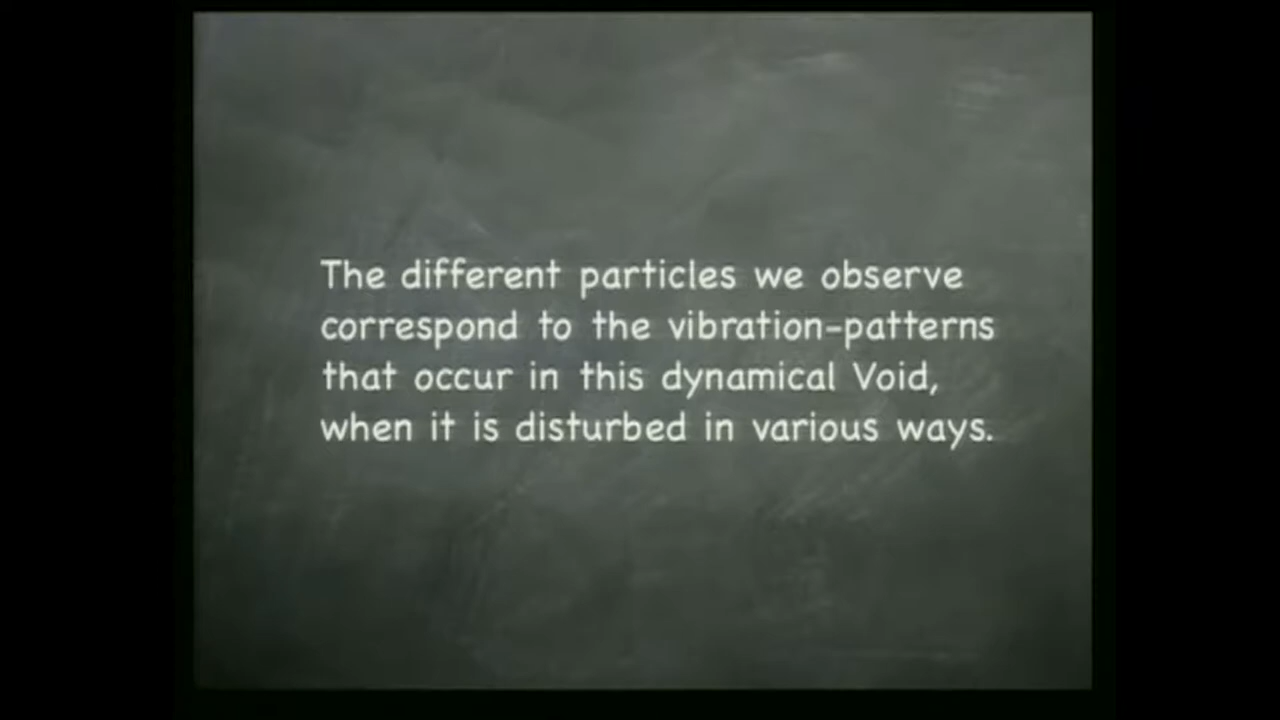 The different particles we observe
correspond to the vibration-patterns
that occur in this dynamical Void,
when it is disturbed in various ways.